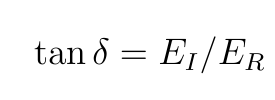 tan δ = E_I/E_R